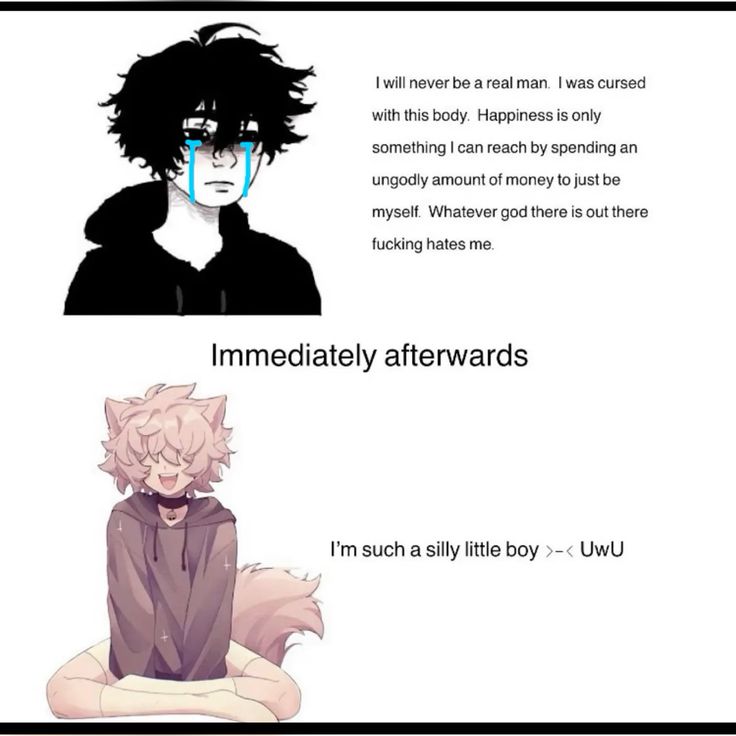 I will never be a real man. I was cursed
with this body. Happiness is only
something I can reach by spending an
ungodly amount of money to just be
myself. Whatever god there is out there
fucking hates me.
Immediately afterwards
I'm such a silly little boy >-< UwU